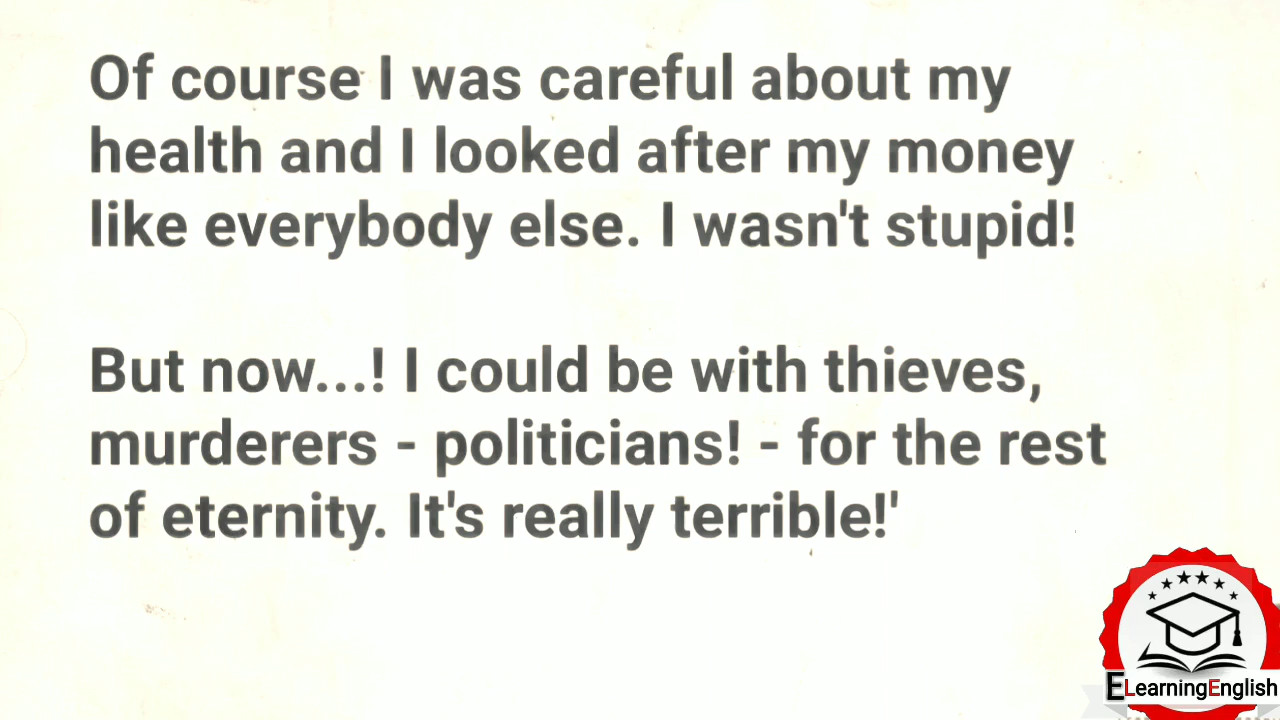 Of course I was careful about my
health and I looked after my money
like everybody else. I wasn't stupid!
But now...! I could be with thieves,
murderers - politicians! - for the rest
of eternity. It's really terrible!'
ELearningEnglish